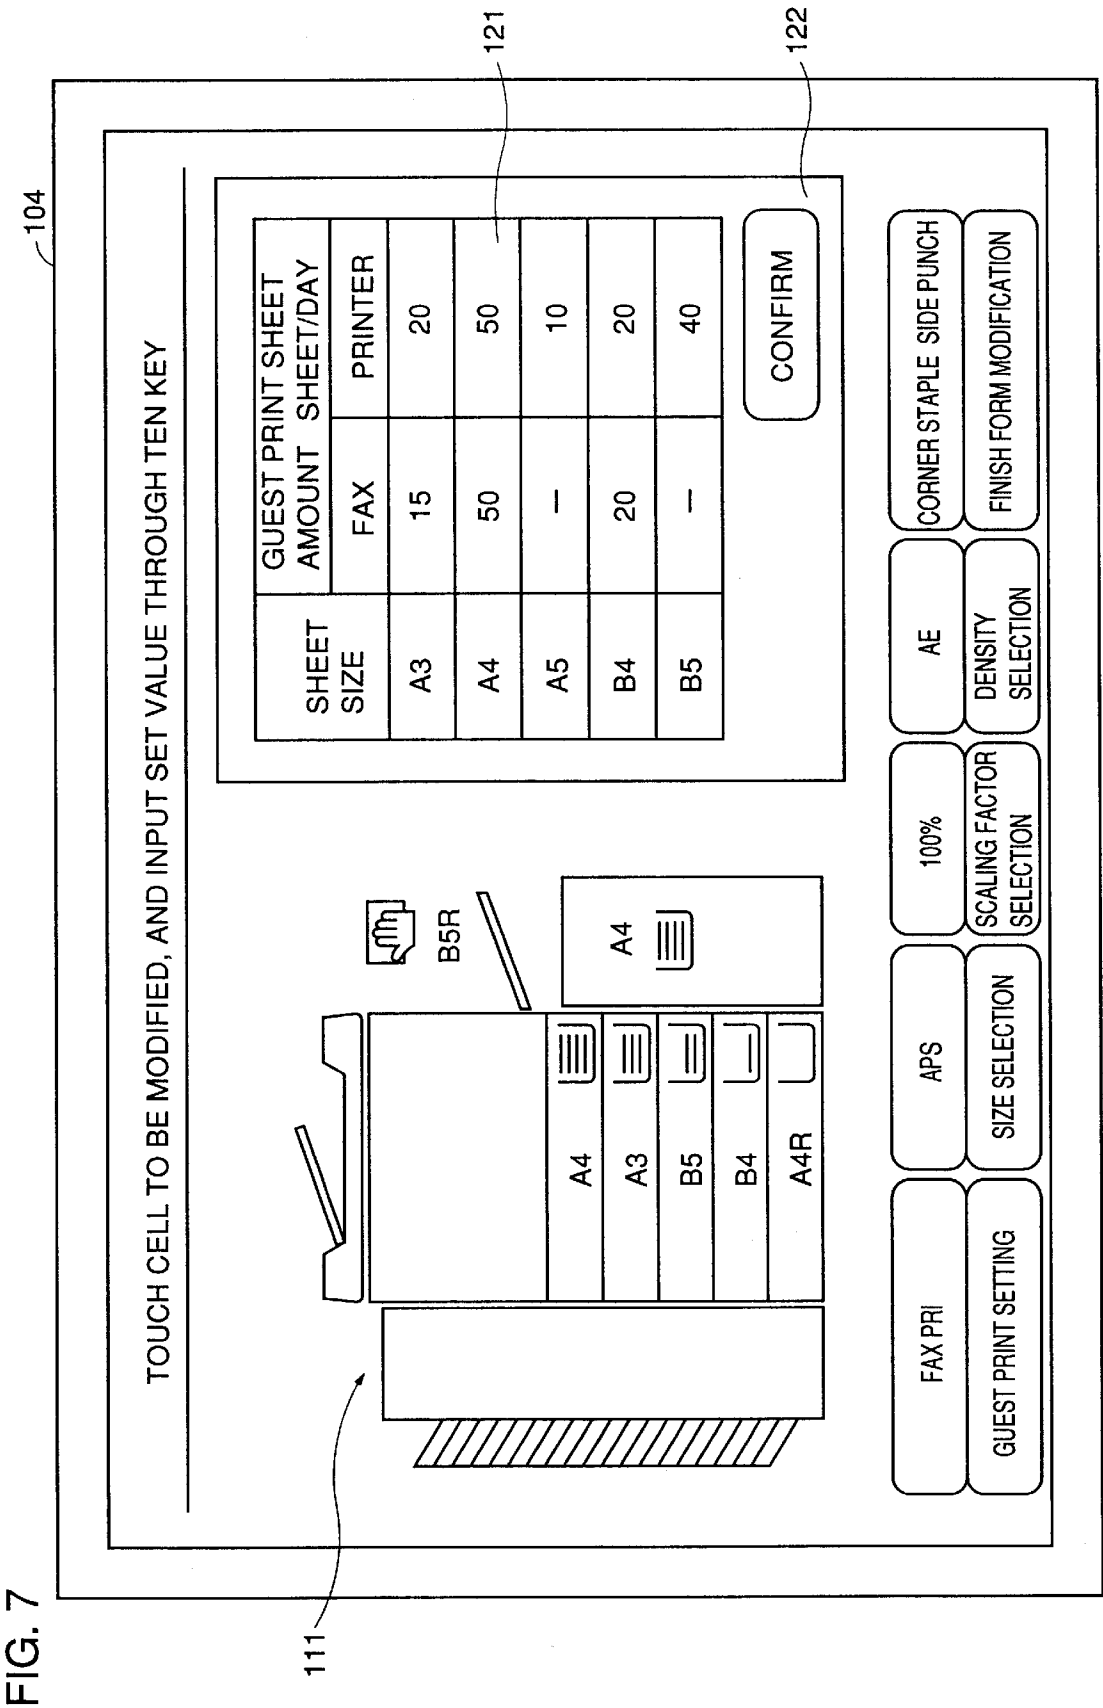 FIG. 7
104
TOUCH CELL TO BE MODIFIED, AND INPUT SET VALUE THROUGH TEN KEY
111
B5R
A4
A4
A3
B5
B4
A4R
SHEET SIZE
GUEST PRINT SHEET
AMOUNT SHEET/DAY
FAX PRINTER
A3 15 20
A4 50 50
A5 — 10
B4 20 20
B5 — 40
121
CONFIRM
122
FAX PRI
APS
100%
AE
CORNER STAPLE SIDE PUNCH
GUEST PRINT SETTING
SIZE SELECTION
SCALING FACTOR
SELECTION
DENSITY
SELECTION
FINISH FORM MODIFICATION